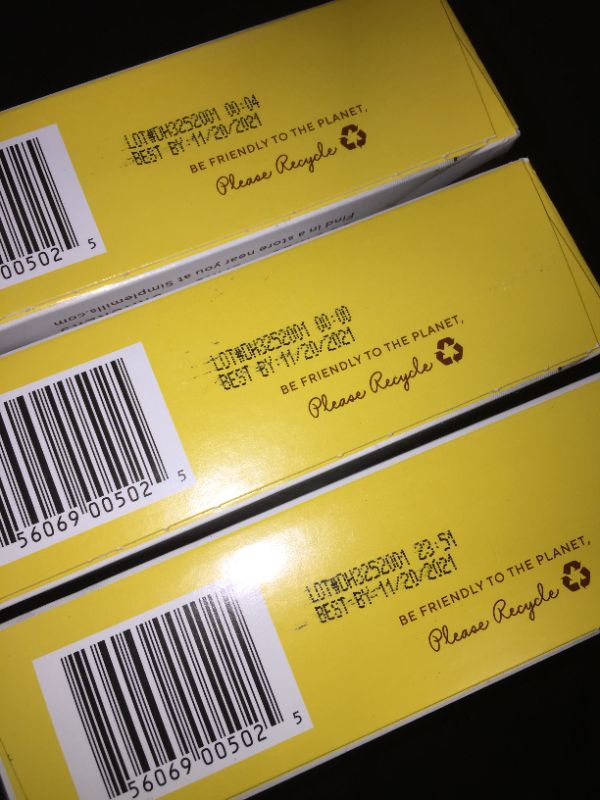 LOT#DH3252001 00:04
BEST BY 11/20/2021
BE FRIENDLY TO THE PLANET,
Please Recycle
00502 5
Find in a store near you at Simplemills.com
LOT#DH3252001 00:00
BEST BY 11/20/2021
BE FRIENDLY TO THE PLANET,
Please Recycle
56069 00502 5
LOT#DH3252001 23:51
BEST BY 11/20/2021
BE FRIENDLY TO THE PLANET,
Please Recycle
56069 00502 5